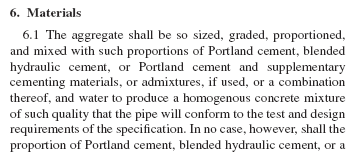 6. Materials
6.1 The aggregate shall be so sized, graded, proportioned,
and mixed with such proportions of Portland cement, blended
hydraulic cement, or Portland cement and supplementary
cementing materials, or admixtures, if used, or a combination
thereof, and water to produce a homogenous concrete mixture
of such quality that the pipe will conform to the test and design
requirements of the specification. In no case, however, shall the
proportion of Portland cement, blended hydraulic cement, or a